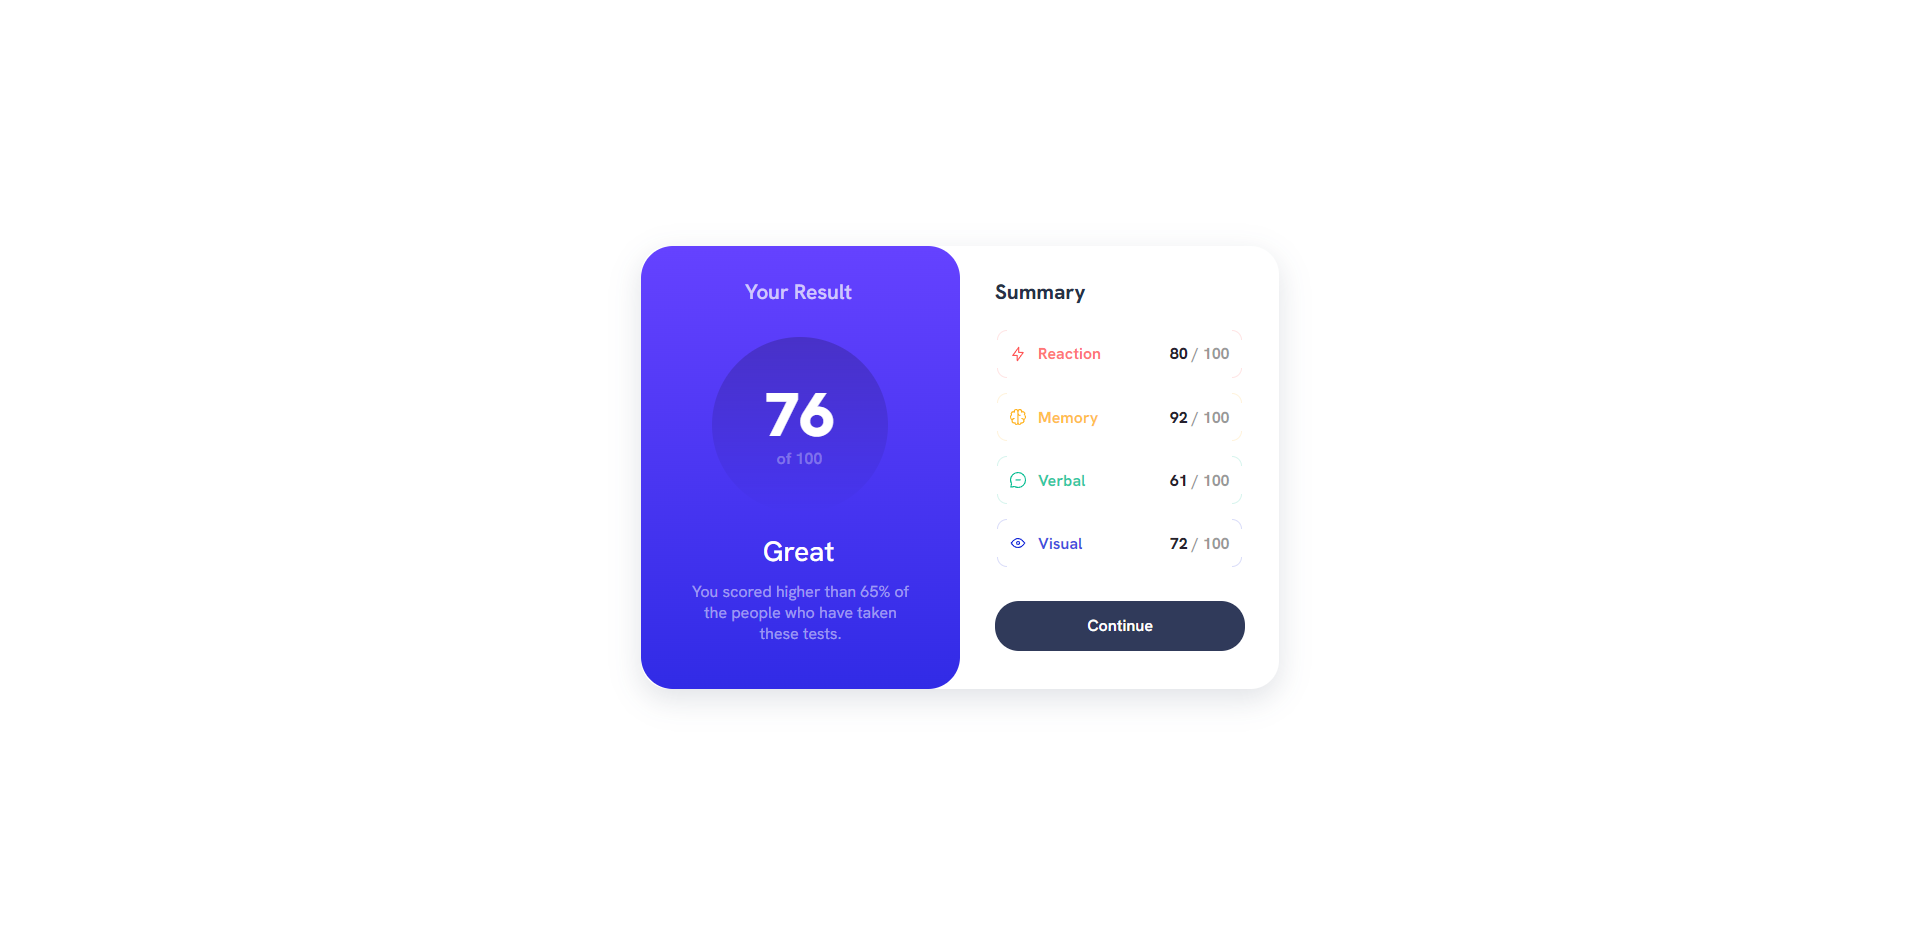 Your Result
76
of 100
Great
You scored higher than 65% of
the people who have taken
these tests.
Summary
Reaction 80 / 100
Memory 92 / 100
Verbal 61 / 100
Visual 72 / 100
Continue